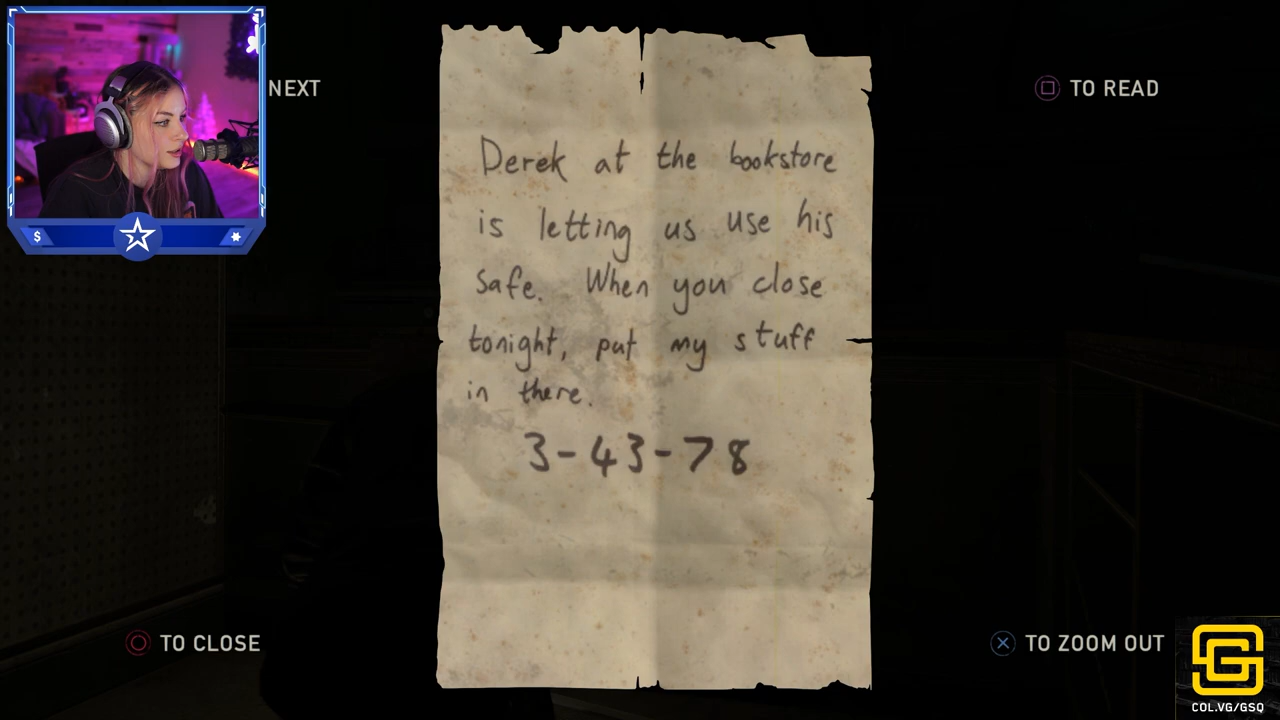 NEXT
TO READ
Derek at the bookstore
is letting us use his
safe. When you close
tonight, put my stuff
in there.
3-43-78
TO CLOSE
TO ZOOM OUT
$
COL.VG/GSQ